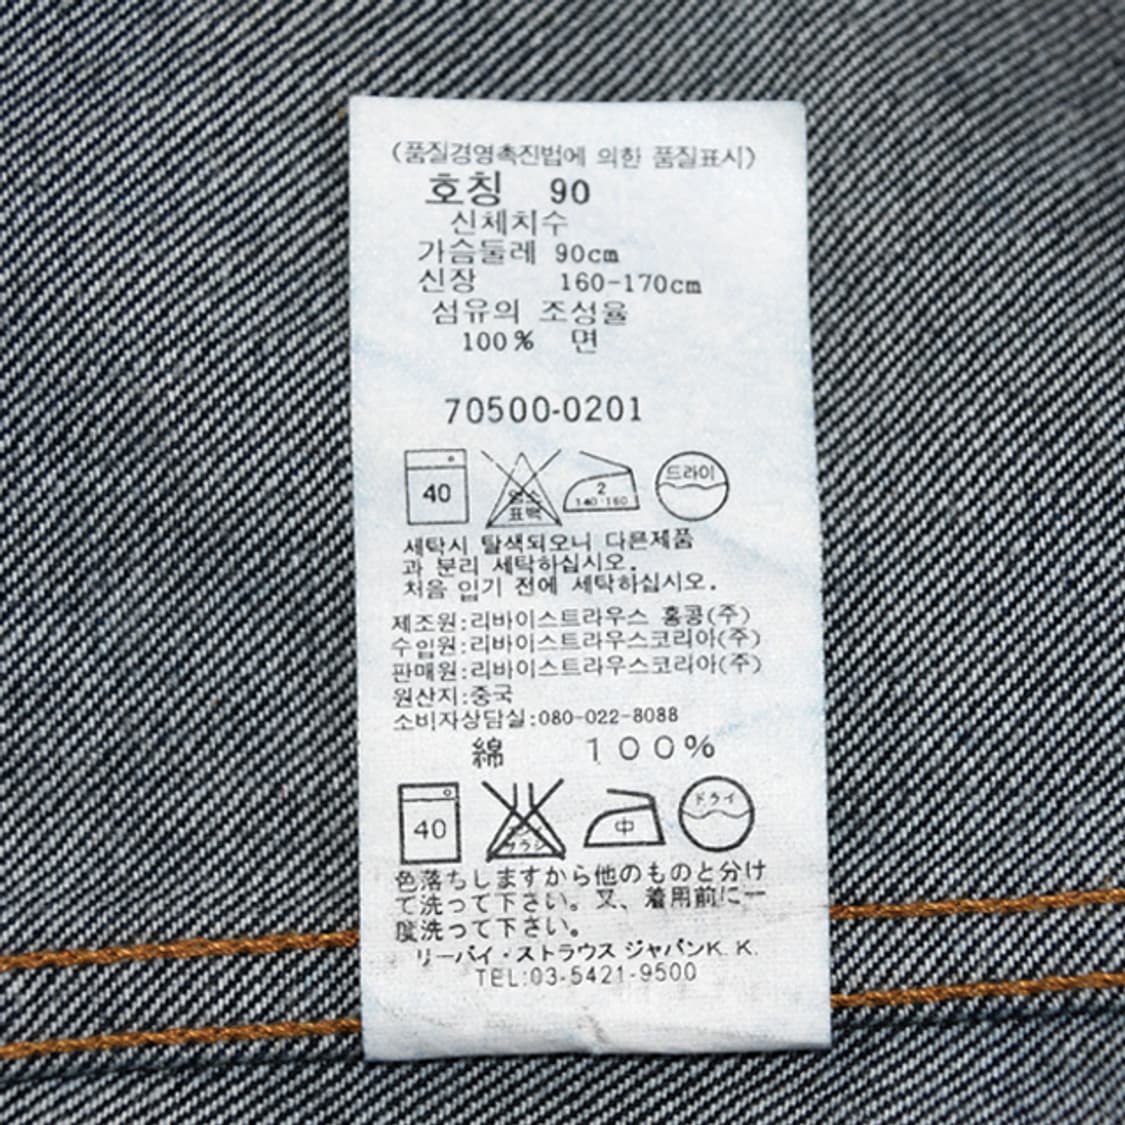 (품질경영촉진법에 의한 품질표시)
호칭 90
신체치수
가슴둘레 90cm
신장 160-170cm
섬유의 조성율
100% 면
70500-0201
40 염소 표백 2 140-160 드라이
세탁시 탈색되오니 다른제품
과 분리 세탁하십시오.
처음 입기 전에 세탁하십시오.
제조원:리바이스트라우스 홍콩(주)
수입원:리바이스트라우스코리아(주)
판매원:리바이스트라우스코리아(주)
원산지:중국
소비자상담실:080-022-8088
綿 100%
40 エンソ サラシ 中 ドライ
色落ちしますから他のものと分け
て洗って下さい。又、着用前に一
度洗って下さい。
リーバイ・ストラウス ジャパンK.K.
TEL:03-5421-9500